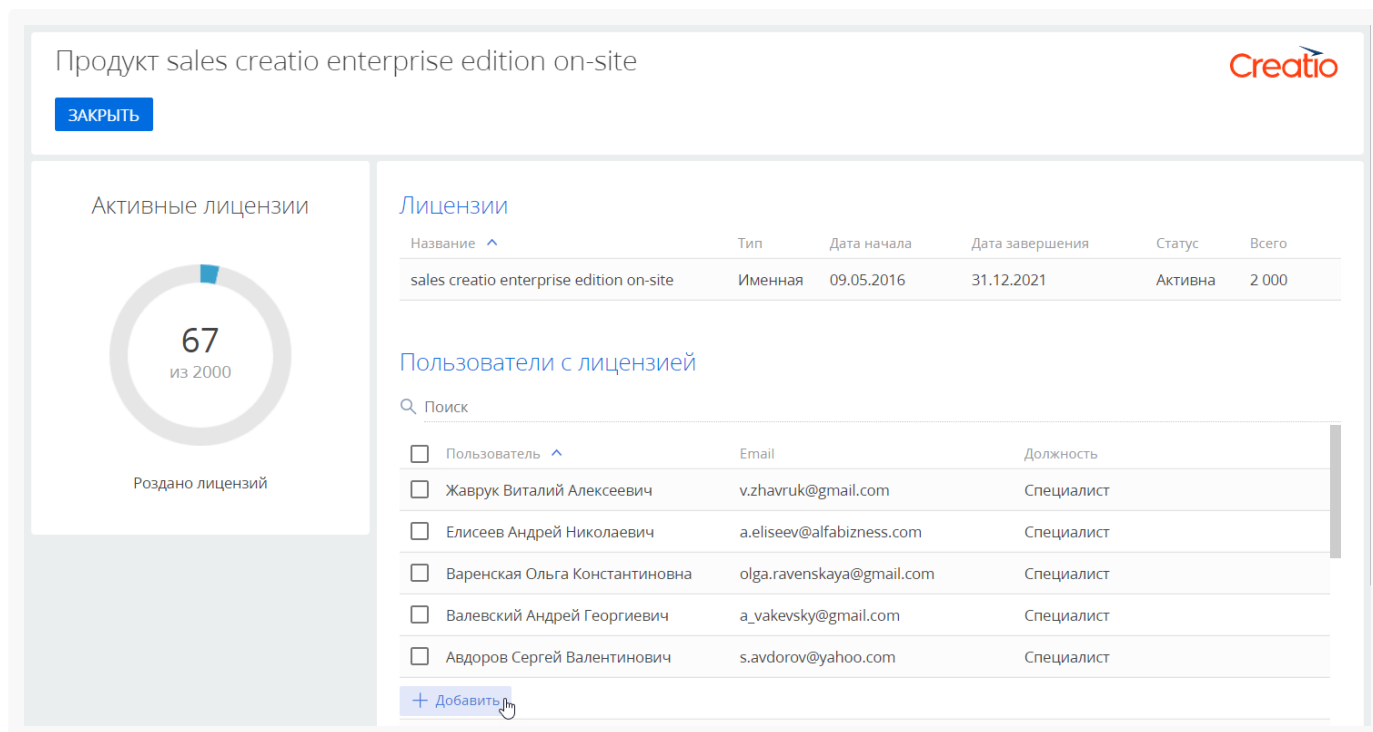 Продукт sales creatio enterprise edition on-site
Creatio
ЗАКРЫТЬ
Активные лицензии
67
из 2000
Роздано лицензий
Лицензии
Название Тип Дата начала Дата завершения Статус Всего
sales creatio enterprise edition on-site Именная 09.05.2016 31.12.2021 Активна 2 000
Пользователи с лицензией
Поиск
Пользователь Email Должность
Жаврук Виталий Алексеевич v.zhavruk@gmail.com Специалист
Елисеев Андрей Николаевич a.eliseev@alfabizness.com Специалист
Варенская Ольга Константиновна olga.ravenskaya@gmail.com Специалист
Валевский Андрей Георгиевич a_vakevsky@gmail.com Специалист
Авдоров Сергей Валентинович s.avdorov@yahoo.com Специалист
+ Добавить